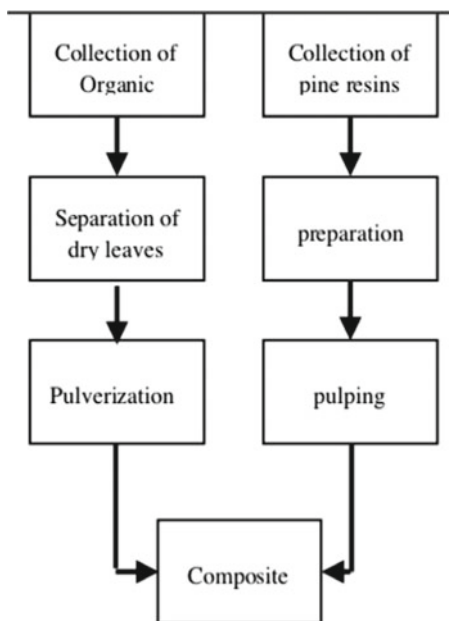 Collection of
Organic
Collection of
pine resins
Separation of
dry leaves
preparation
Pulverization
pulping
Composite